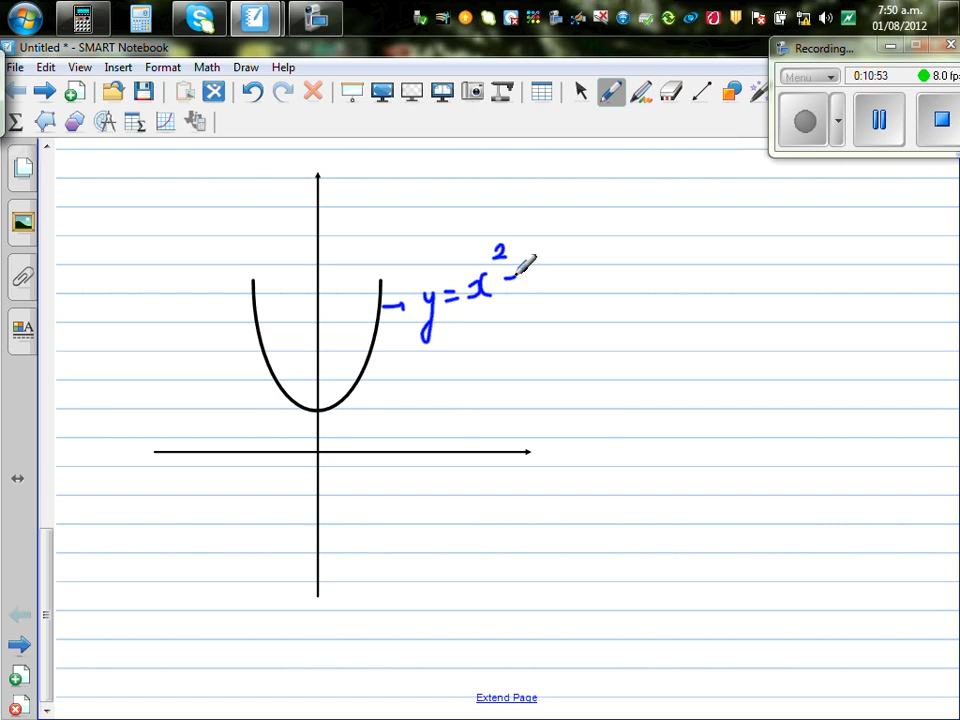 7:50 a.m.
01/08/2012
Untitled * - SMART Notebook
Recording...
File Edit View Insert Format Math Draw Help
Menu
0:10:53
8.0 fps
y = x² -
Extend Page